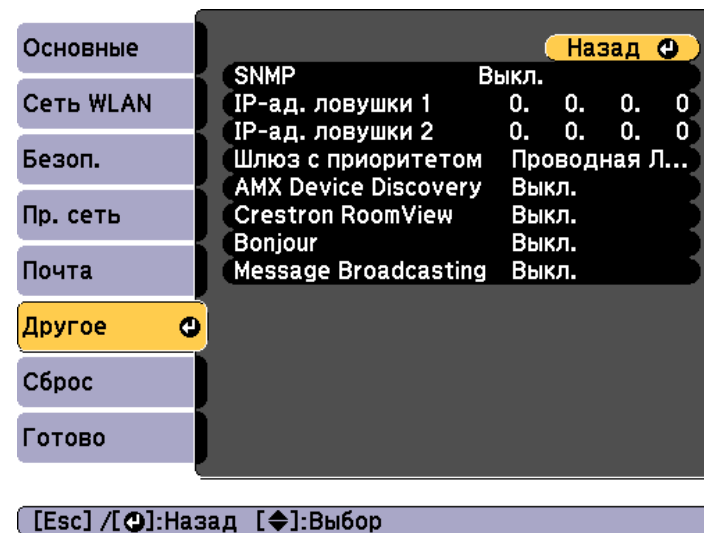 Основные
Сеть WLAN
Безоп.
Пр. сеть
Почта
Другое
Сброс
Готово
Назад
SNMP Выкл.
IP-ад. ловушки 1 0. 0. 0. 0
IP-ад. ловушки 2 0. 0. 0. 0
Шлюз с приоритетом Проводная Л...
AMX Device Discovery Выкл.
Crestron RoomView Выкл.
Bonjour Выкл.
Message Broadcasting Выкл.
[Esc] /[⏎]:Назад [◆]:Выбор